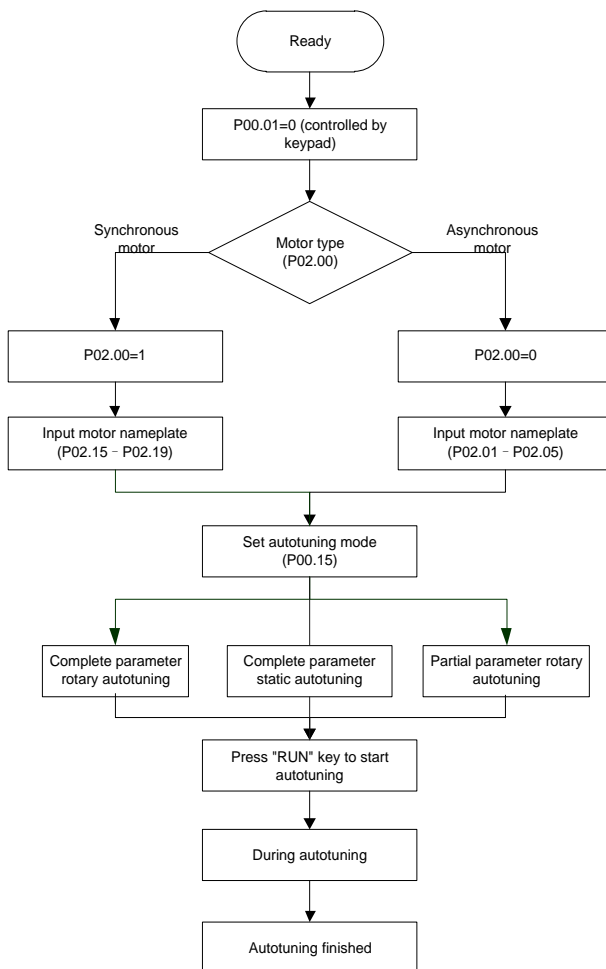 Ready
P00.01=0 (controlled by
keypad)
Synchronous
motor
Motor type
(P02.00)
Asynchronous
motor
P02.00=1
P02.00=0
Input motor nameplate
(P02.15﹣P02.19)
Input motor nameplate
(P02.01﹣P02.05)
Set autotuning mode
(P00.15)
Complete parameter
rotary autotuning
Complete parameter
static autotuning
Partial parameter rotary
autotuning
Press "RUN" key to start
autotuning
During autotuning
Autotuning finished